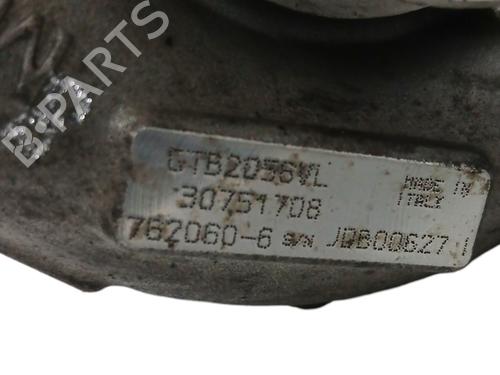 B-PARTS
GTB2056VL
30751708
762060-6 S/N JDB00627
MADE IN
ITALY